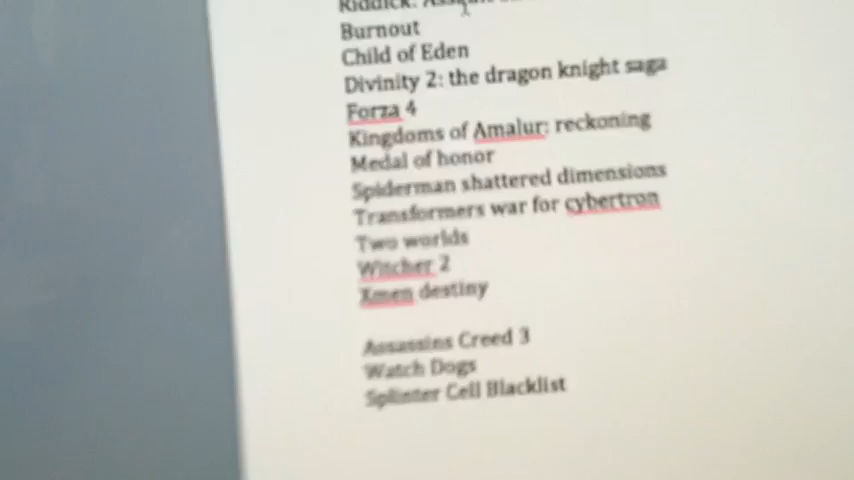 Riddick:
Burnout
Child of Eden
Divinity 2: the dragon knight saga
Forza 4
Kingdoms of Amalur: reckoning
Medal of honor
Spiderman shattered dimensions
Transformers war for cybertron
Two worlds
Witcher 2
Xmen destiny
Assassins Creed 3
Watch Dogs
Splinter Cell Blacklist